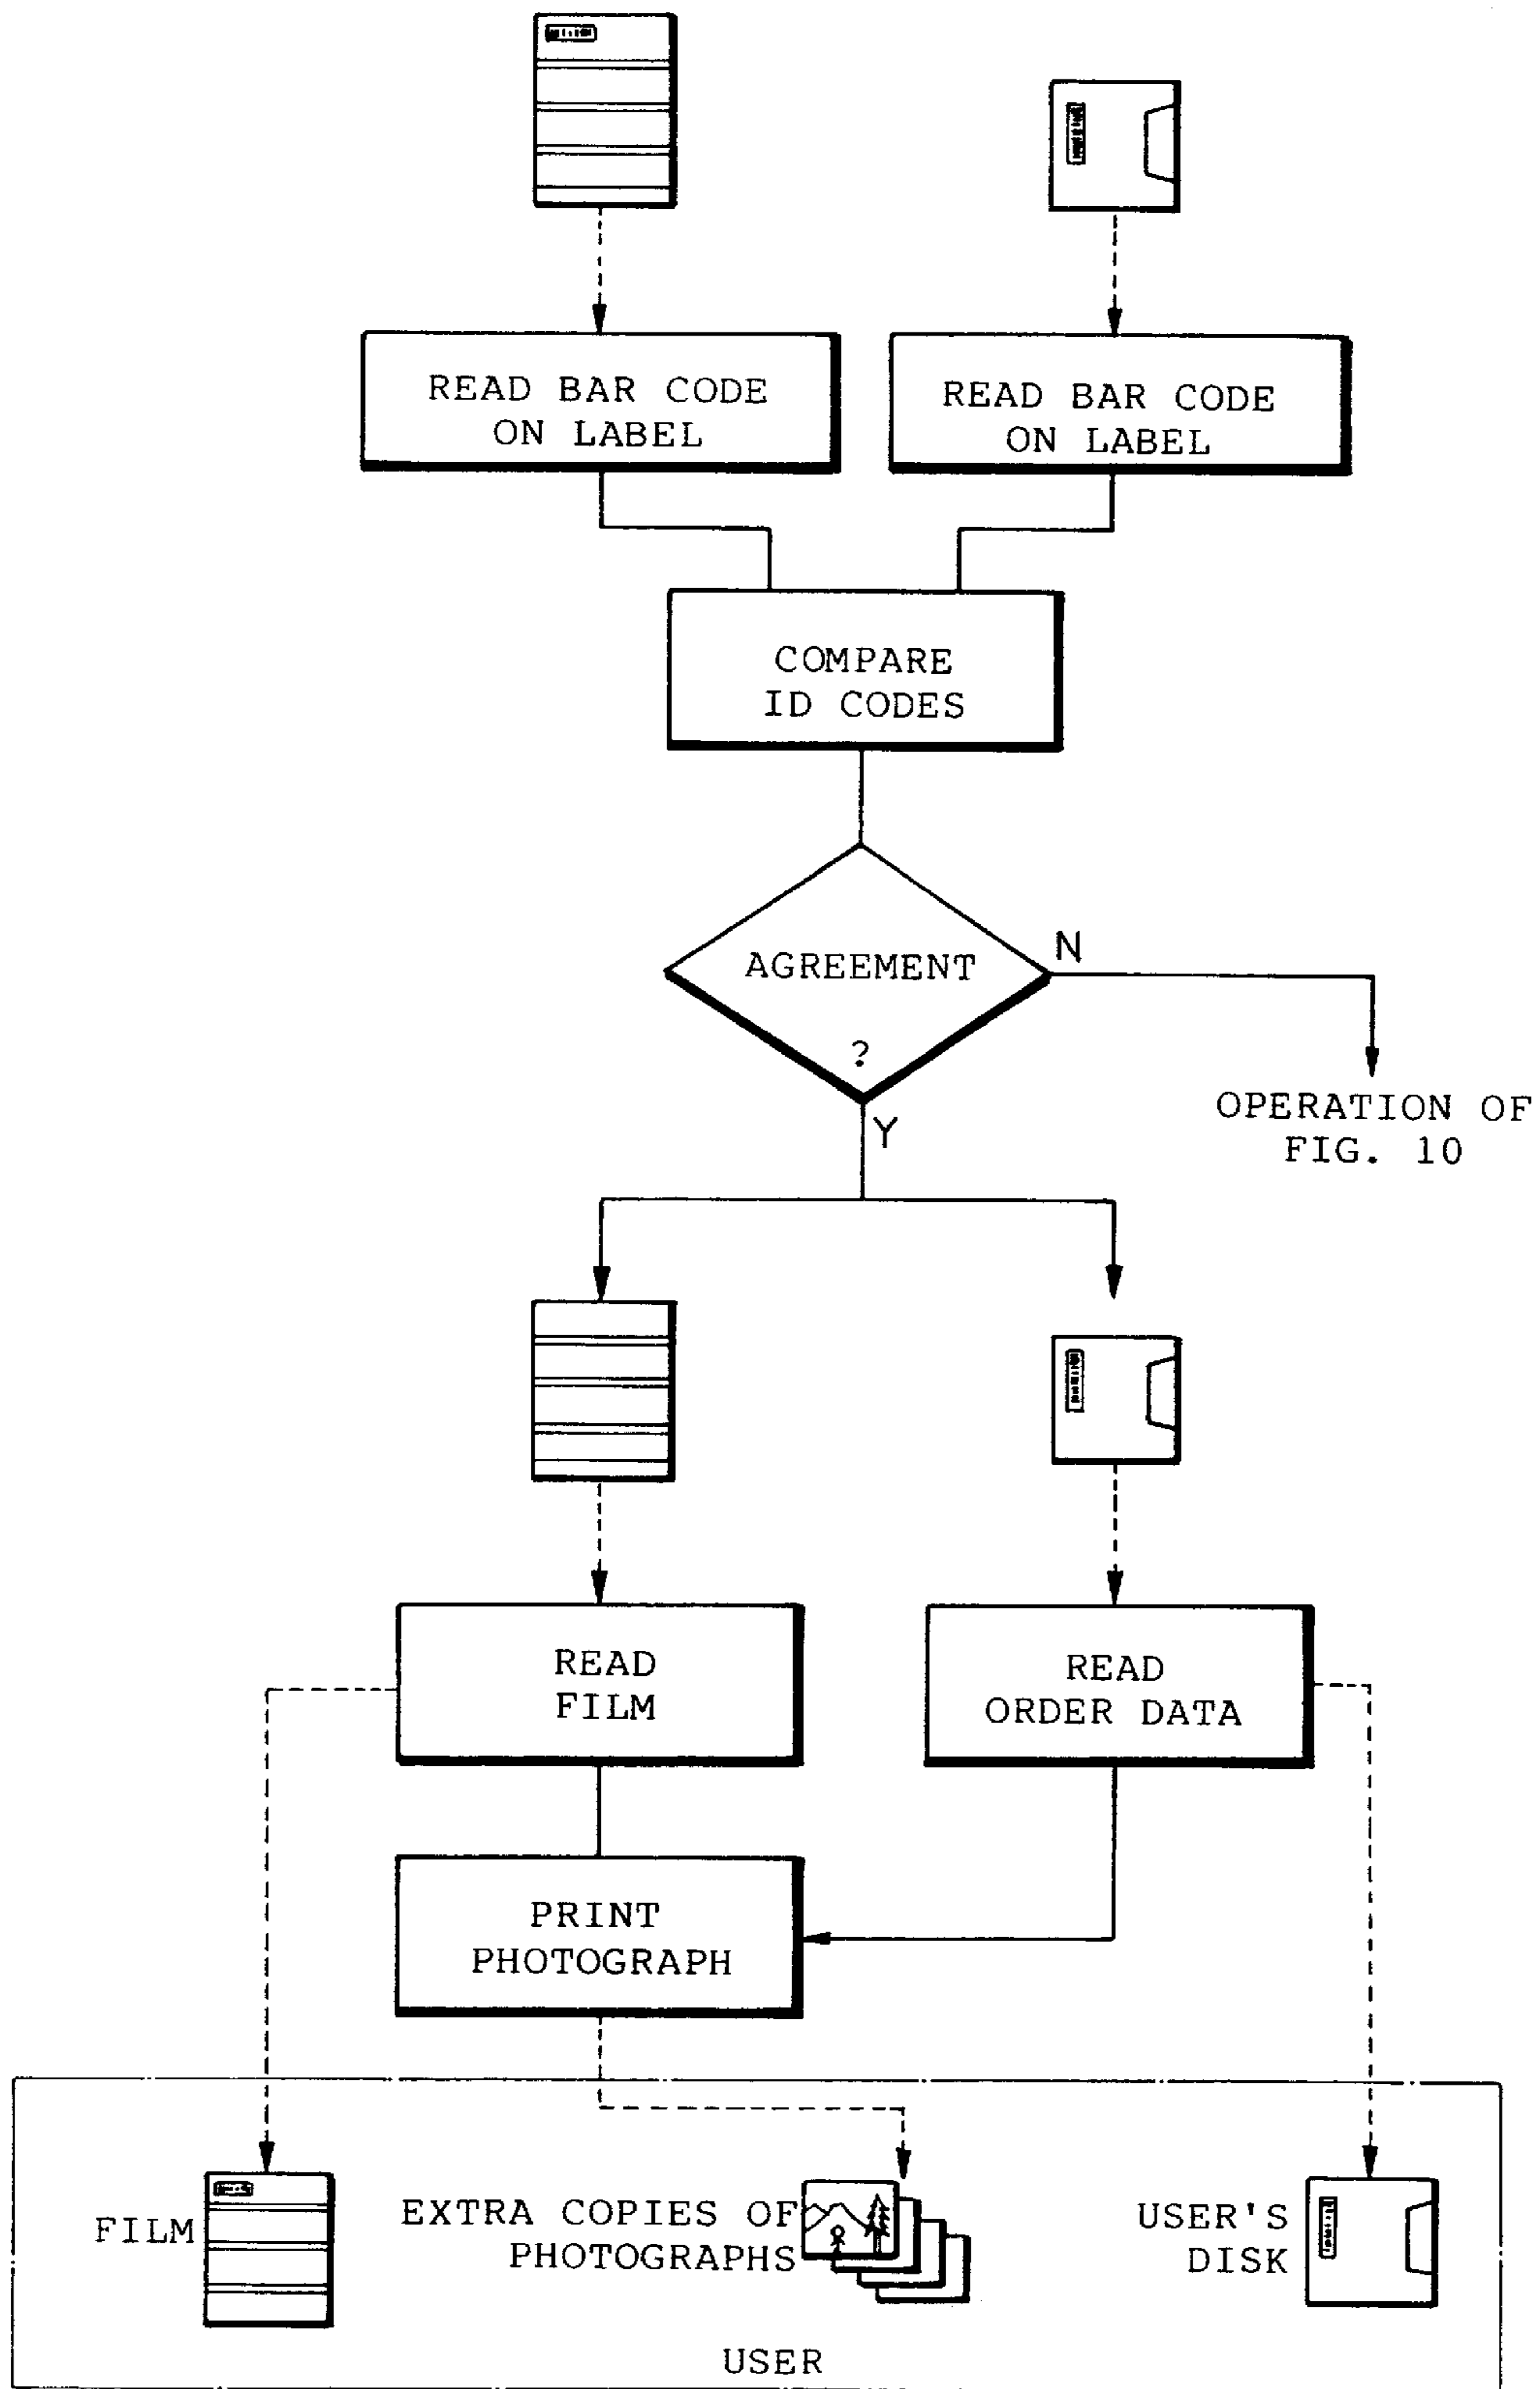 READ BAR CODE
ON LABEL
READ BAR CODE
ON LABEL
COMPARE
ID CODES
AGREEMENT
?
N
Y
OPERATION OF
FIG. 10
READ
FILM
READ
ORDER DATA
PRINT
PHOTOGRAPH
FILM
EXTRA COPIES OF
PHOTOGRAPHS
USER'S
DISK
USER